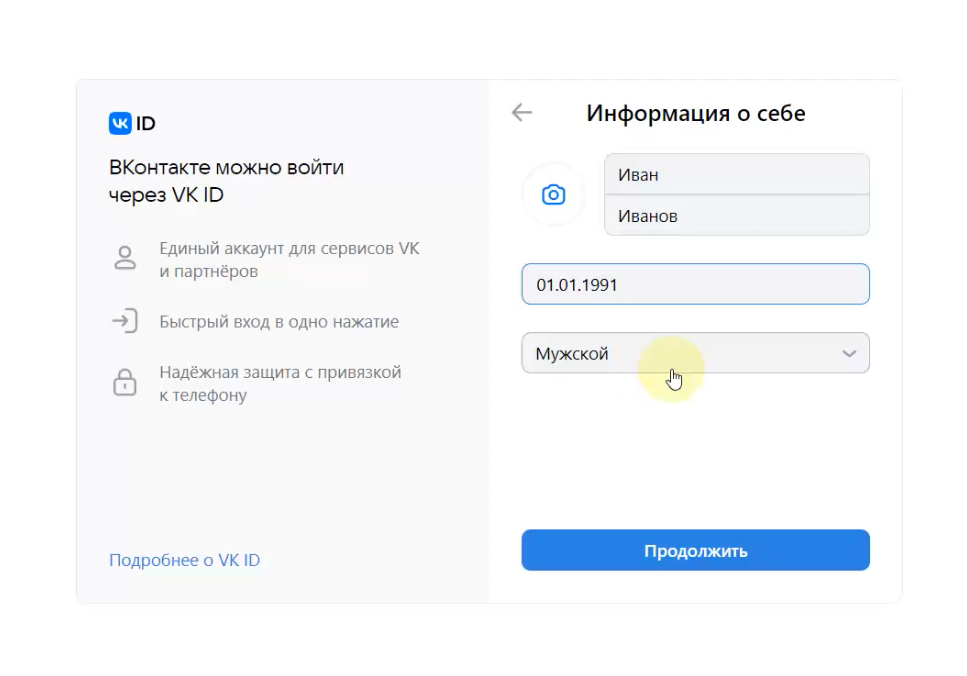 VK ID
ВКонтакте можно войти
через VK ID
Единый аккаунт для сервисов VK
и партнёров
Быстрый вход в одно нажатие
Надёжная защита с привязкой
к телефону
Подробнее о VK ID
Информация о себе
Иван
Иванов
01.01.1991
Мужской
Продолжить